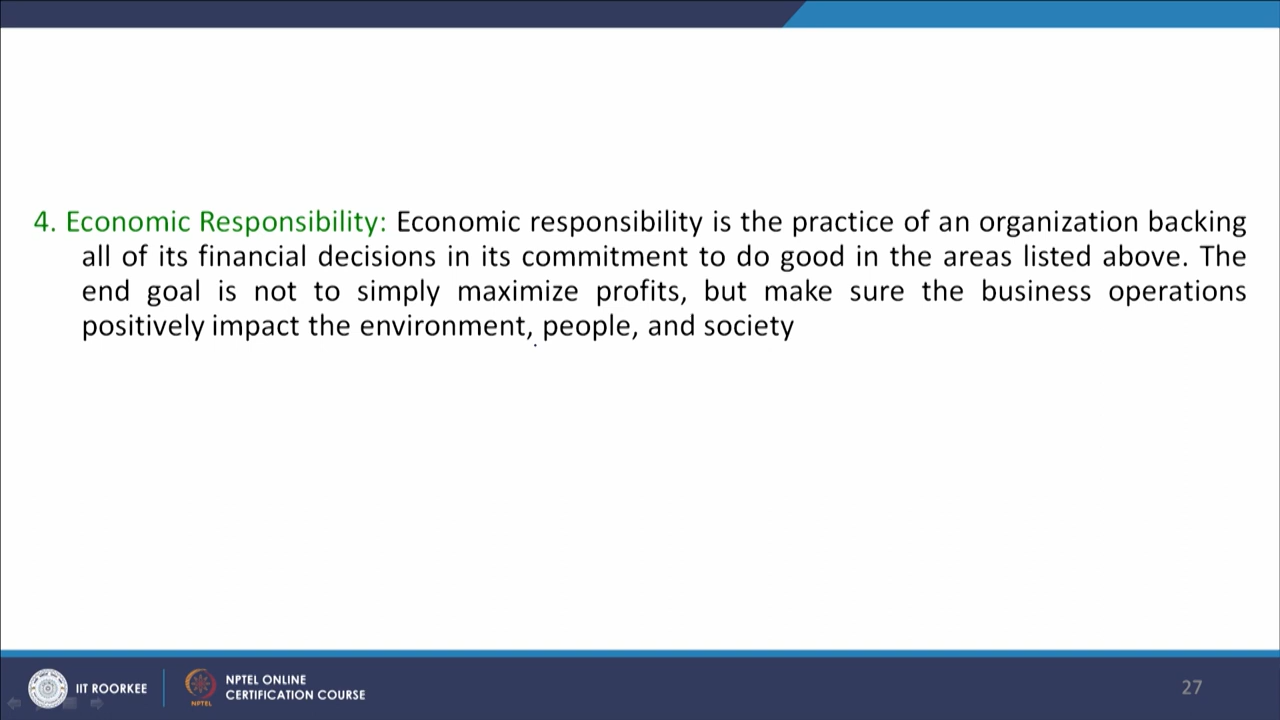 4. Economic Responsibility: Economic responsibility is the practice of an organization backing
all of its financial decisions in its commitment to do good in the areas listed above. The
end goal is not to simply maximize profits, but make sure the business operations
positively impact the environment, people, and society
IIT ROORKEE
NPTEL
NPTEL ONLINE
CERTIFICATION COURSE
27